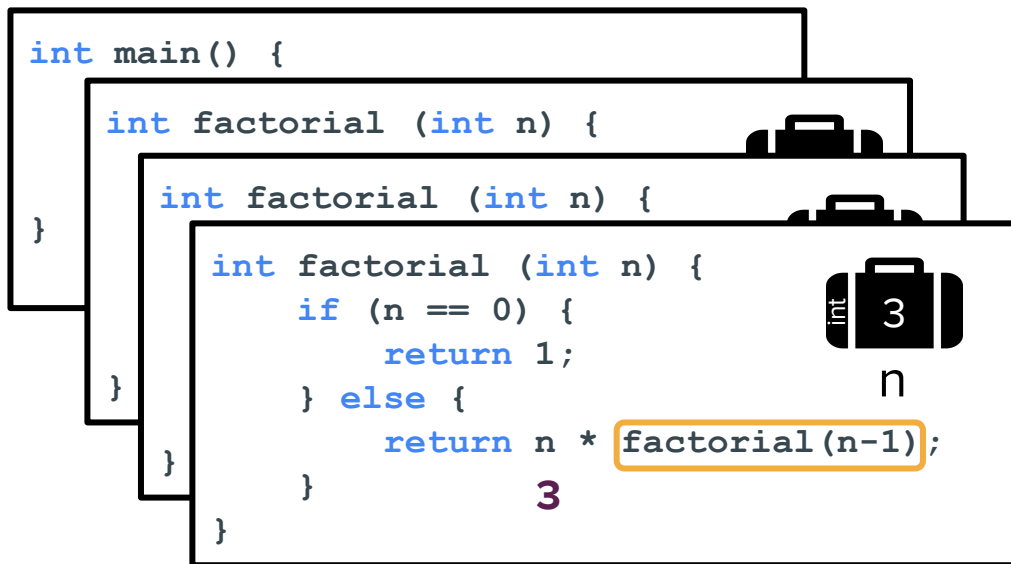 int main() {
}
int factorial (int n) {
}
int factorial (int n) {
}
int factorial (int n) {
    if (n == 0) {
        return 1;
    } else {
        return n * factorial(n-1);
    }
}
3
int
3
n